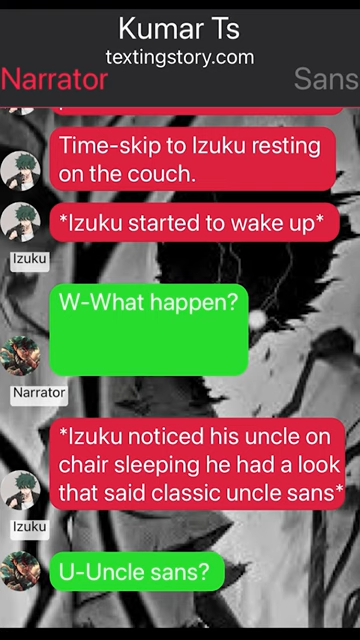 Kumar Ts
textingstory.com
Narrator Sans
Time-skip to Izuku resting
on the couch.
*Izuku started to wake up*
Izuku
W-What happen?
Narrator
*Izuku noticed his uncle on
chair sleeping he had a look
that said classic uncle sans*
Izuku
U-Uncle sans?